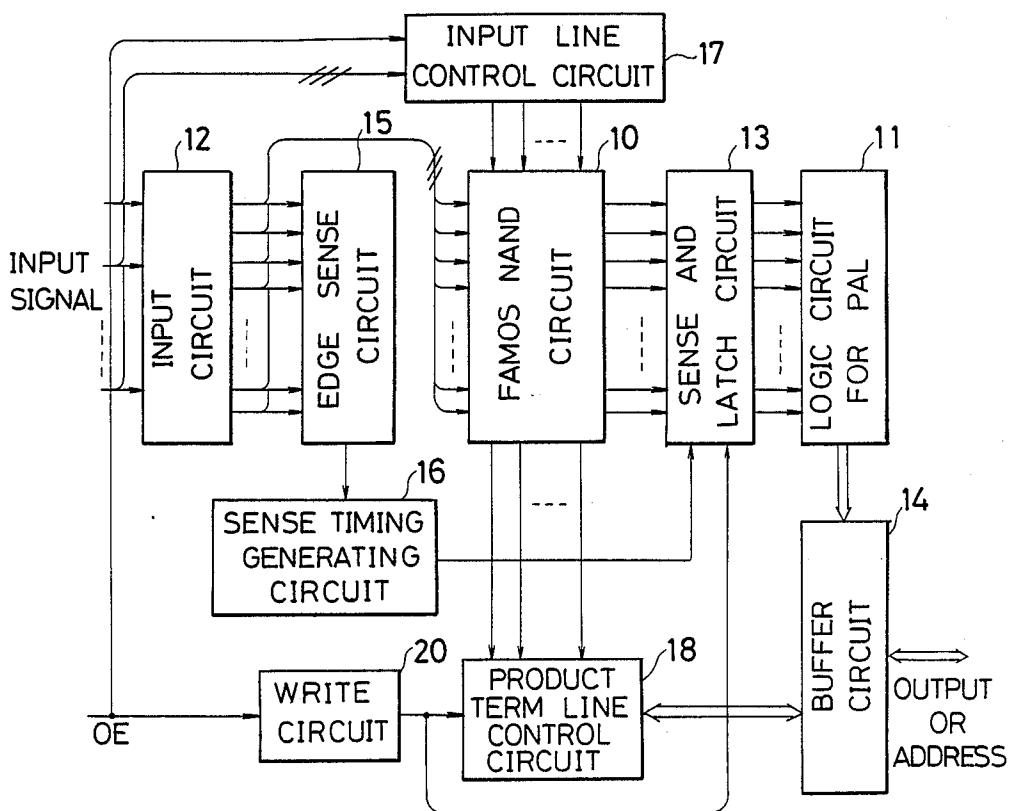 INPUT LINE
CONTROL CIRCUIT
17
12
15
10
13
11
INPUT
SIGNAL
INPUT
CIRCUIT
EDGE SENSE
CIRCUIT
FAMOS NAND
CIRCUIT
SENSE AND
LATCH CIRCUIT
LOGIC CIRCUIT
FOR PAL
16
SENSE TIMING
GENERATING
CIRCUIT
14
BUFFER
CIRCUIT
20
WRITE
CIRCUIT
18
PRODUCT
TERM LINE
CONTROL
CIRCUIT
OE
OUTPUT
OR
ADDRESS